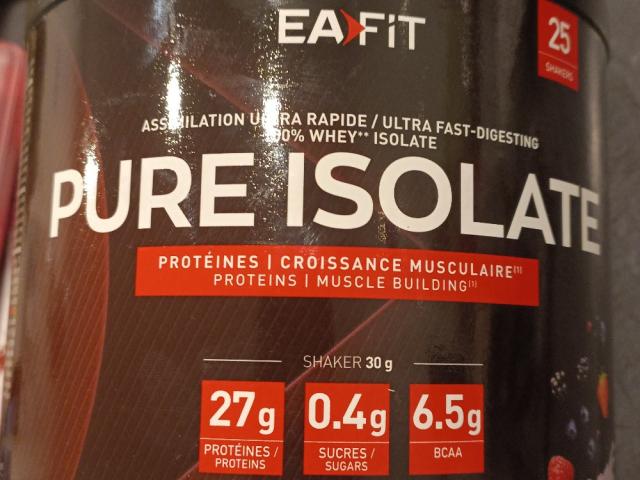 EAFIT
25
SHAKERS
ASSIMILATION ULTRA RAPIDE / ULTRA FAST-DIGESTING
100% WHEY** ISOLATE
PURE ISOLATE
PROTÉINES | CROISSANCE MUSCULAIRE(1)
PROTEINS | MUSCLE BUILDING(1)
SHAKER 30 g
27g 0.4g 6.5g
PROTÉINES / SUCRES / BCAA
PROTEINS SUGARS